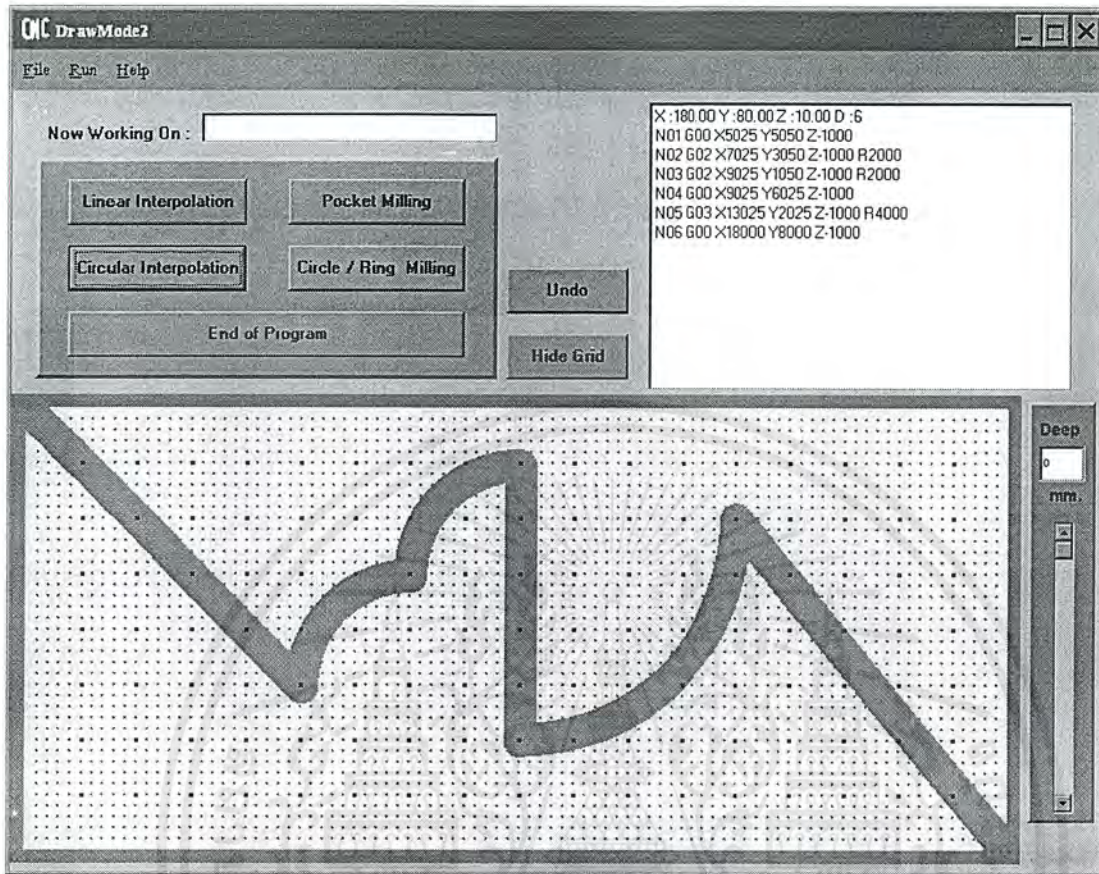 CNC DrawMode2
File Run Help
Now Working On :
Linear Interpolation
Pocket Milling
Circular Interpolation
Circle / Ring Milling
End of Program
Undo
Hide Grid
X :180.00 Y :80.00 Z :10.00 D :6
N01 G00 X5025 Y5050 Z-1000
N02 G02 X7025 Y3050 Z-1000 R2000
N03 G02 X9025 Y1050 Z-1000 R2000
N04 G00 X9025 Y6025 Z-1000
N05 G03 X13025 Y2025 Z-1000 R4000
N06 G00 X18000 Y8000 Z-1000
Deep
0
mm.